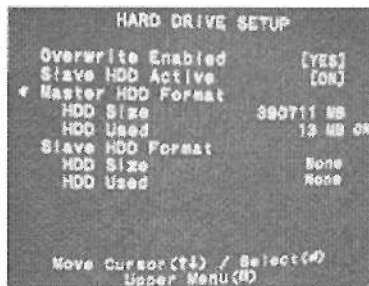 HARD DRIVE SETUP
Overwrite Enabled [YES]
Slave HDD Active [ON]
Master HDD Format
HDD Size 390711 MB
HDD Used 13 MB
Slave HDD Format
HDD Size None
HDD Used None
Move Cursor(↑↓) / Select(↵)
Upper Menu(M)